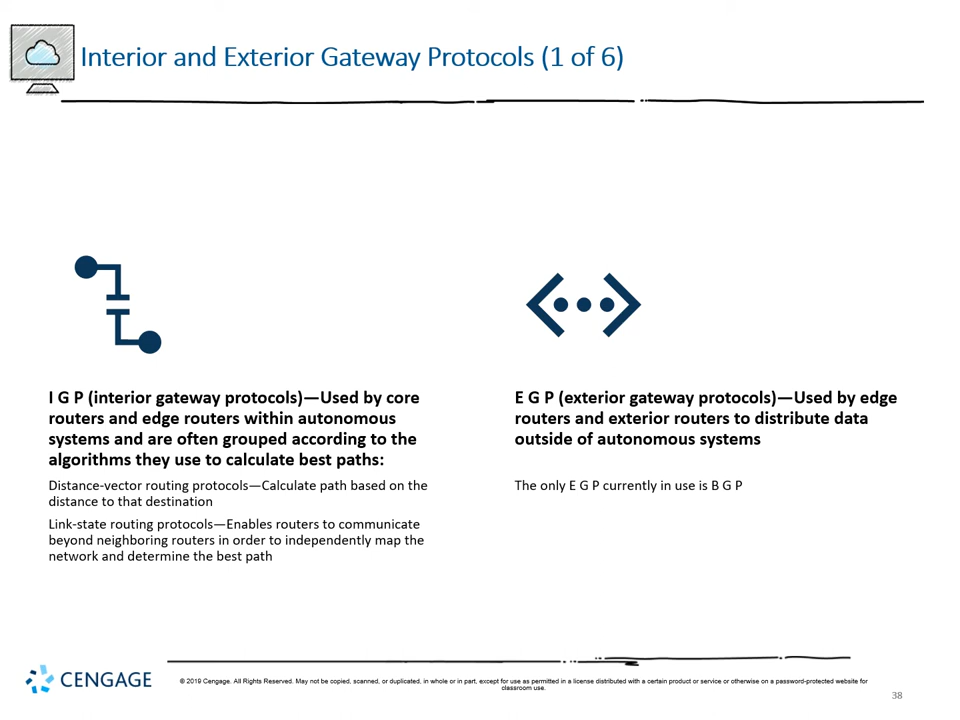 Interior and Exterior Gateway Protocols (1 of 6)
I G P (interior gateway protocols)—Used by core
routers and edge routers within autonomous
systems and are often grouped according to the
algorithms they use to calculate best paths:
Distance-vector routing protocols—Calculate path based on the
distance to that destination
Link-state routing protocols—Enables routers to communicate
beyond neighboring routers in order to independently map the
network and determine the best path
E G P (exterior gateway protocols)—Used by edge
routers and exterior routers to distribute data
outside of autonomous systems
The only E G P currently in use is B G P
CENGAGE
© 2019 Cengage. All Rights Reserved. May not be copied, scanned, or duplicated, in whole or in part, except for use as permitted in a license distributed with a certain product or service or otherwise on a password-protected website for
classroom use.
38